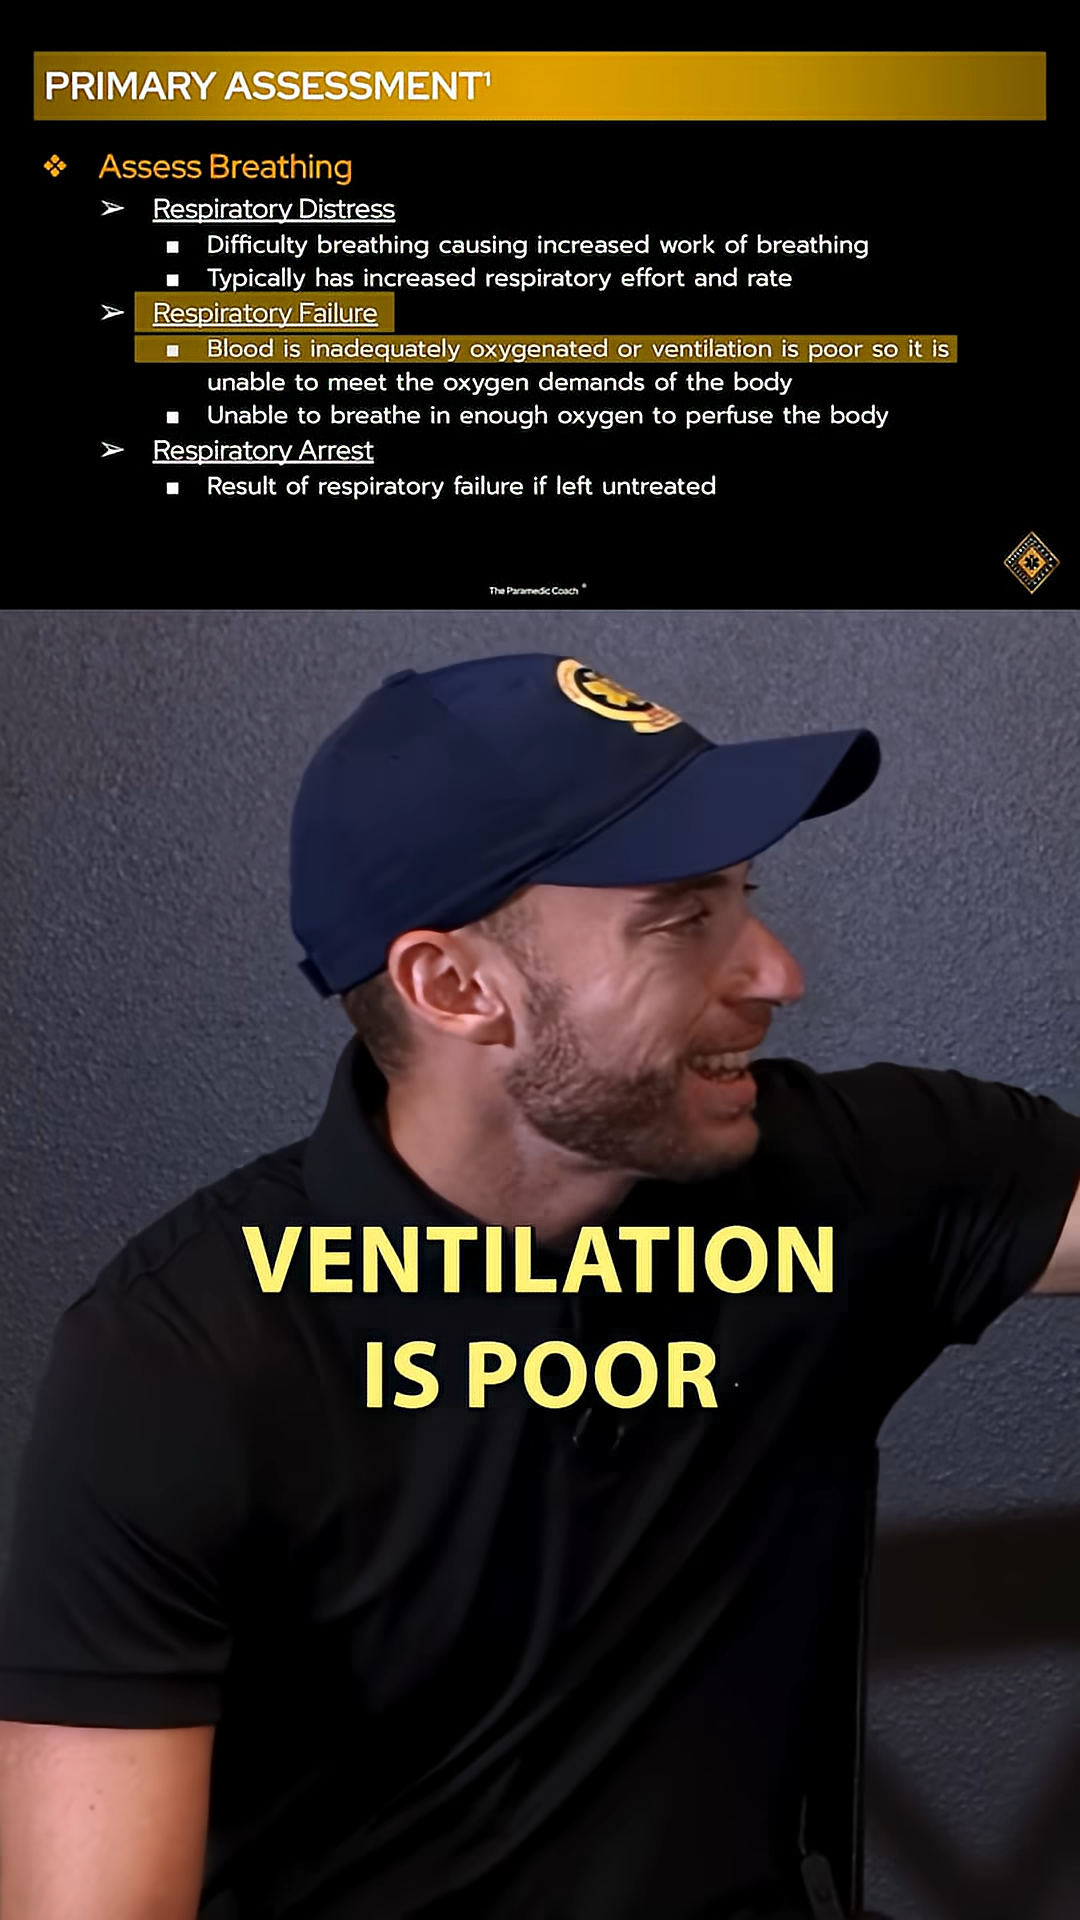 PRIMARY ASSESSMENT¹
❖ Assess Breathing
➢ Respiratory Distress
■ Difficulty breathing causing increased work of breathing
■ Typically has increased respiratory effort and rate
➢ Respiratory Failure
■ Blood is inadequately oxygenated or ventilation is poor so it is
unable to meet the oxygen demands of the body
■ Unable to breathe in enough oxygen to perfuse the body
➢ Respiratory Arrest
■ Result of respiratory failure if left untreated
The Paramedic Coach
VENTILATION
IS POOR